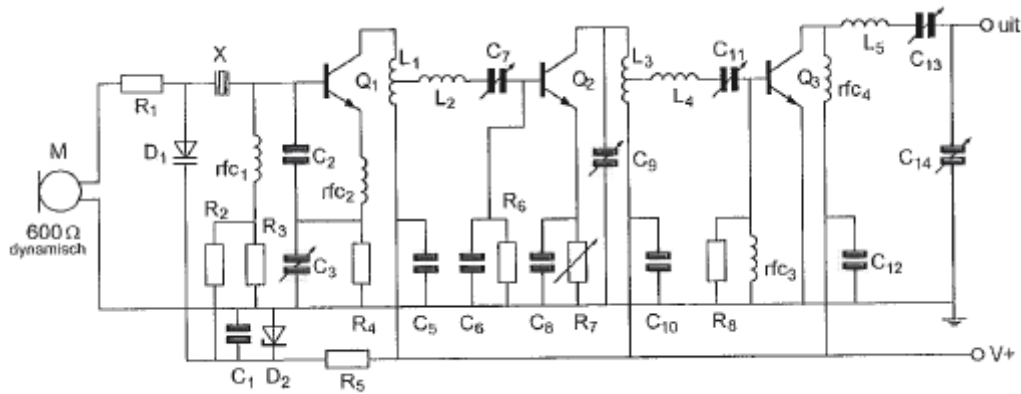 L₅
C₁₃
uit
X
R₁
Q₁
L₁
C₇
L₂
Q₂
L₃
C₁₁
L₄
Q₃
rfc₄
M
600 Ω
dynamisch
D₁
rfc₁
C₂
rfc₂
C₉
C₁₄
R₂
R₃
C₃
R₆
rfc₃
C₁₂
R₄
C₅
C₆
C₈
R₇
C₁₀
R₈
C₁
D₂
R₅
V+